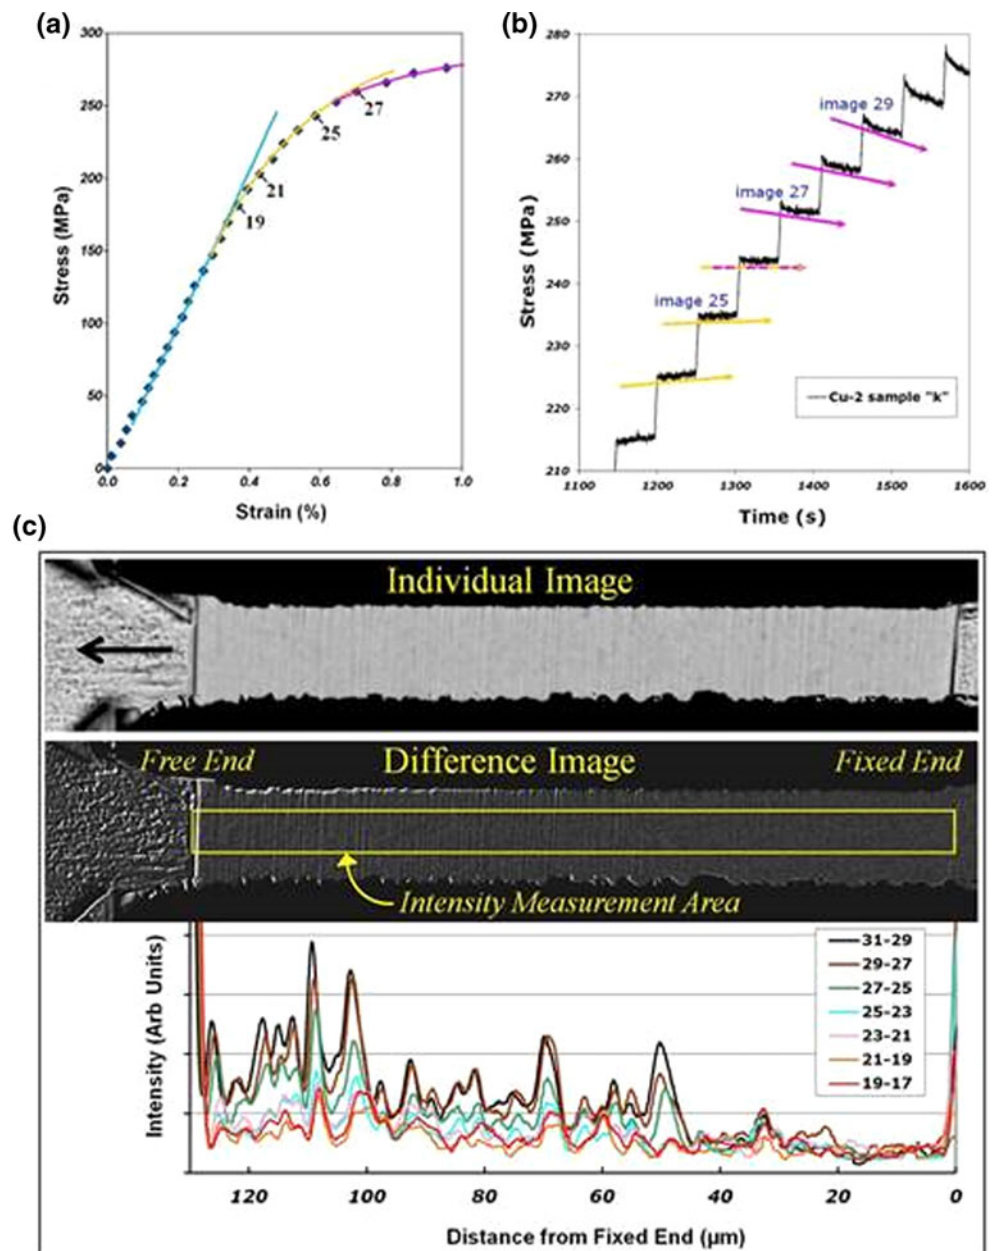 (a)
300
250
200
150
100
50
0
0.0 0.2 0.4 0.6 0.8 1.0
Stress (MPa)
Strain (%)
19
21
25
27
(b)
280
270
260
250
240
230
220
210
1100 1200 1300 1400 1500 1600
Stress (MPa)
Time (s)
image 29
image 27
image 25
Cu-2 sample "k"
(c)
Individual Image
Free End
Difference Image
Fixed End
Intensity Measurement Area
Intensity (Arb Units)
31-29
29-27
27-25
25-23
23-21
21-19
19-17
120 100 80 60 40 20 0
Distance from Fixed End (µm)